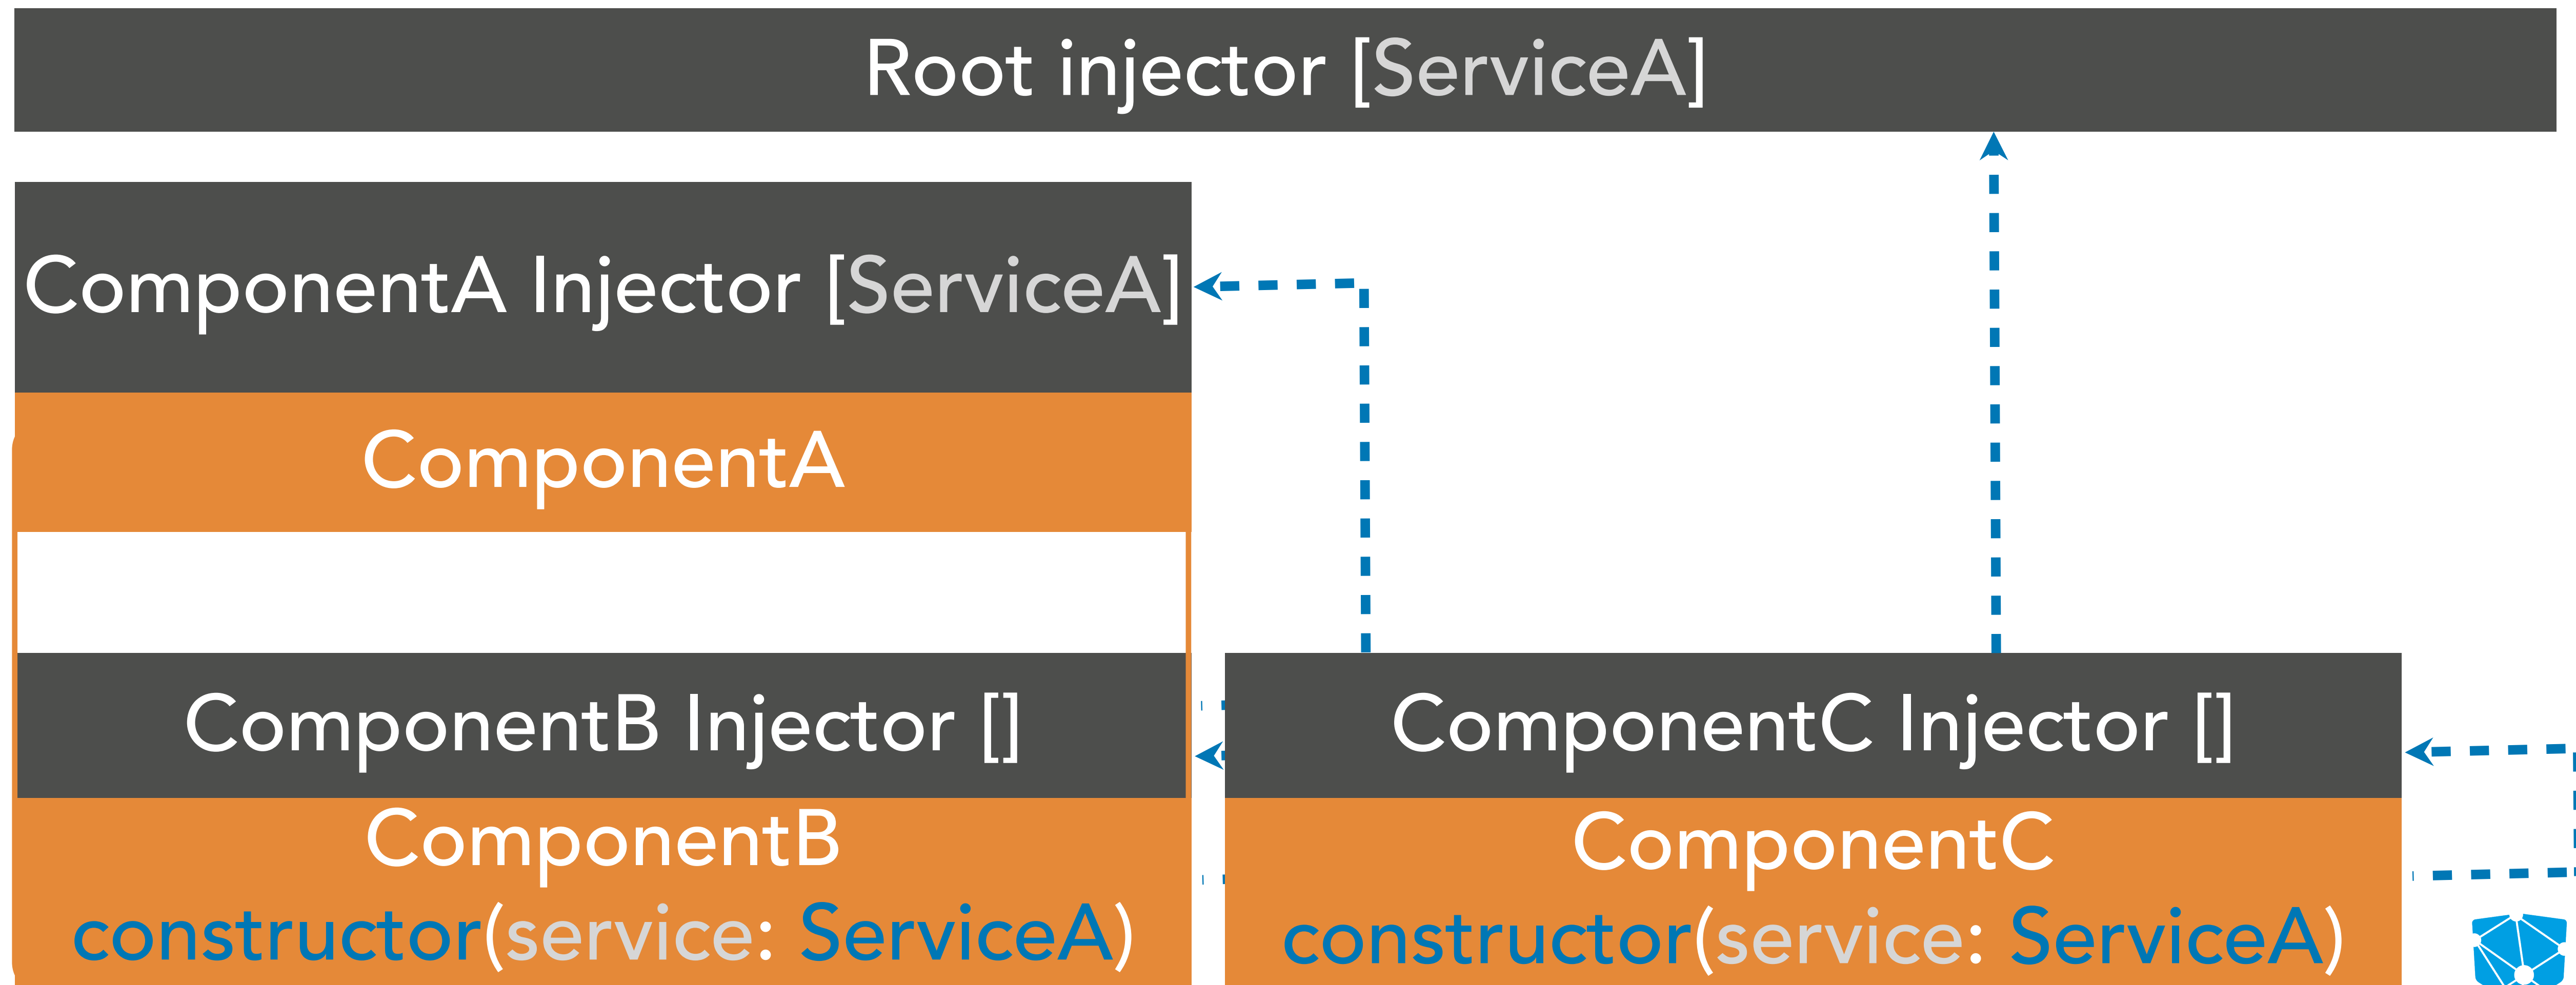 Root injector [ServiceA]
ComponentA Injector [ServiceA]
ComponentA
ComponentB Injector []
ComponentB
constructor(service: ServiceA)
ComponentC Injector []
ComponentC
constructor(service: ServiceA)